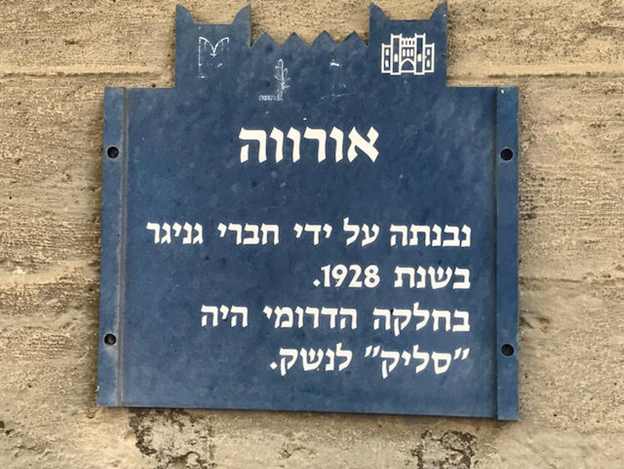 אורווה
נבנתה על ידי חברי גניגר
בשנת 1928.
בחלקה הדרומי היה
"סליק" לנשק.